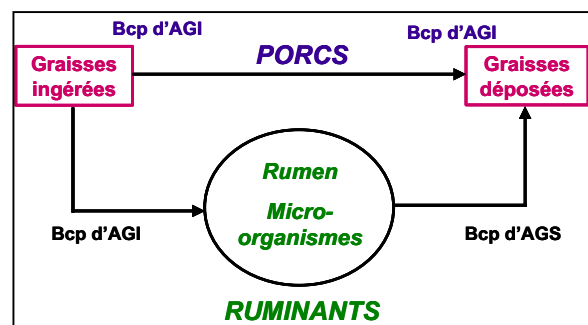 Bcp d'AGI
Bcp d'AGI
Graisses
ingérées
PORCS
Graisses
déposées
Rumen
Micro-
organismes
Bcp d'AGI
Bcp d'AGS
RUMINANTS